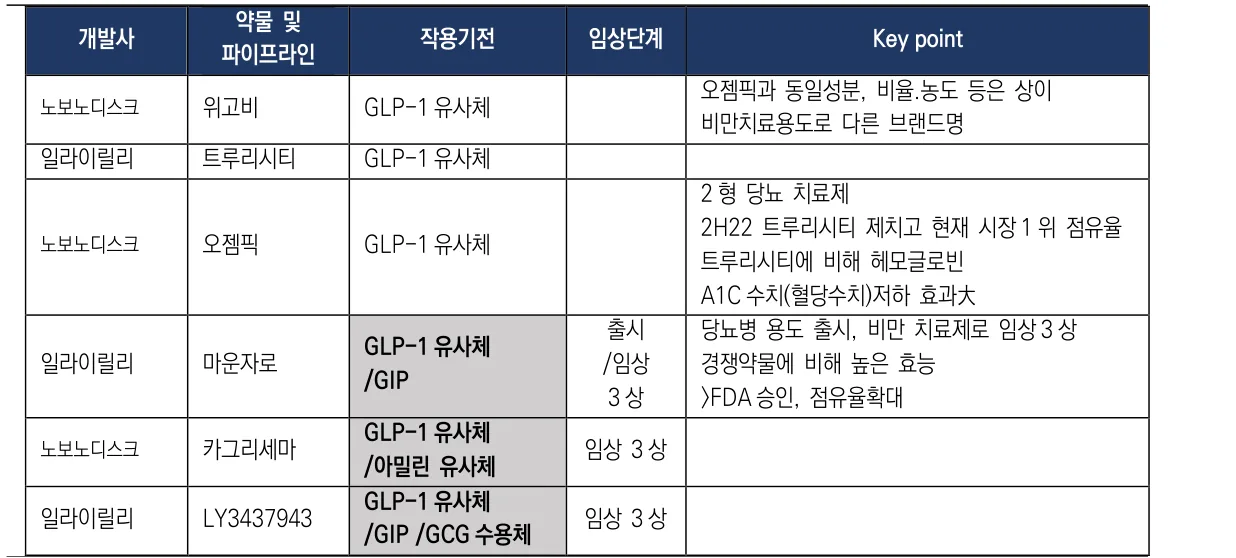 개발사
약물 및
파이프라인
작용기전
임상단계
Key point
노보노디스크
위고비
GLP-1 유사체
오젬픽과 동일성분, 비율.농도 등은 상이
비만치료용도로 다른 브랜드명
일라이릴리
트루리시티
GLP-1 유사체
노보노디스크
오젬픽
GLP-1 유사체
2형 당뇨 치료제
2H22 트루리시티 제치고 현재 시장 1위 점유율
트루리시티에 비해 헤모글로빈
A1C 수치(혈당수치)저하 효과大
일라이릴리
마운자로
GLP-1 유사체
/GIP
출시
/임상
3상
당뇨병 용도 출시, 비만 치료제로 임상 3상
경쟁약물에 비해 높은 효능
>FDA 승인, 점유율확대
노보노디스크
카그리세마
GLP-1 유사체
/아밀린 유사체
임상 3상
일라이릴리
LY3437943
GLP-1 유사체
/GIP /GCG 수용체
임상 3상